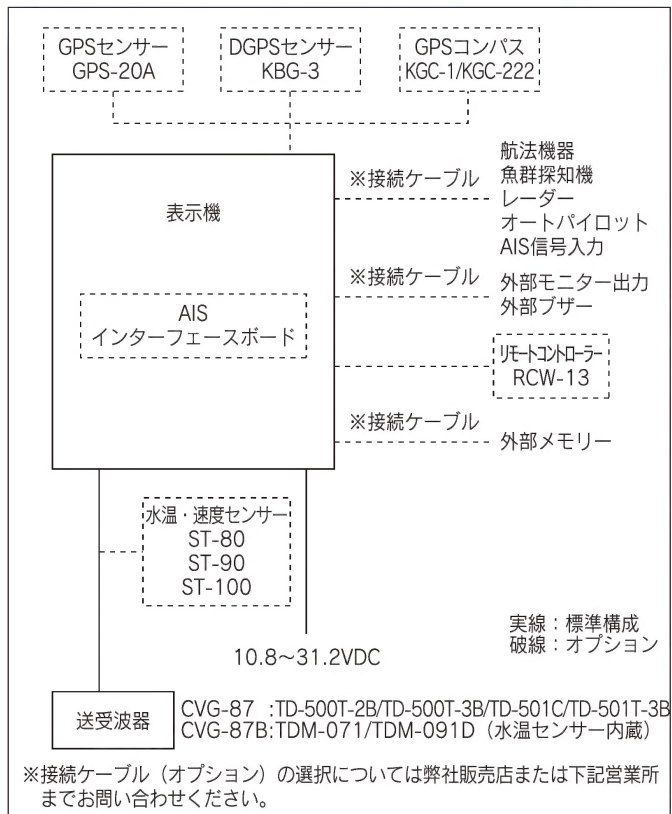 GPSセンサー
GPS-20A
DGPSセンサー
KBG-3
GPSコンパス
KGC-1/KGC-222
表示機
AIS
インターフェースボード
※接続ケーブル
航法機器
魚群探知機
レーダー
オートパイロット
AIS信号入力
※接続ケーブル
外部モニター出力
外部ブザー
リモートコントローラー
RCW-13
※接続ケーブル
外部メモリー
水温・速度センサー
ST-80
ST-90
ST-100
10.8～31.2VDC
実線：標準構成
破線：オプション
送受波器
CVG-87 :TD-500T-2B/TD-500T-3B/TD-501C/TD-501T-3B
CVG-87B:TDM-071/TDM-091D（水温センサー内蔵）
※接続ケーブル（オプション）の選択については弊社販売店または下記営業所
までお問い合わせください。